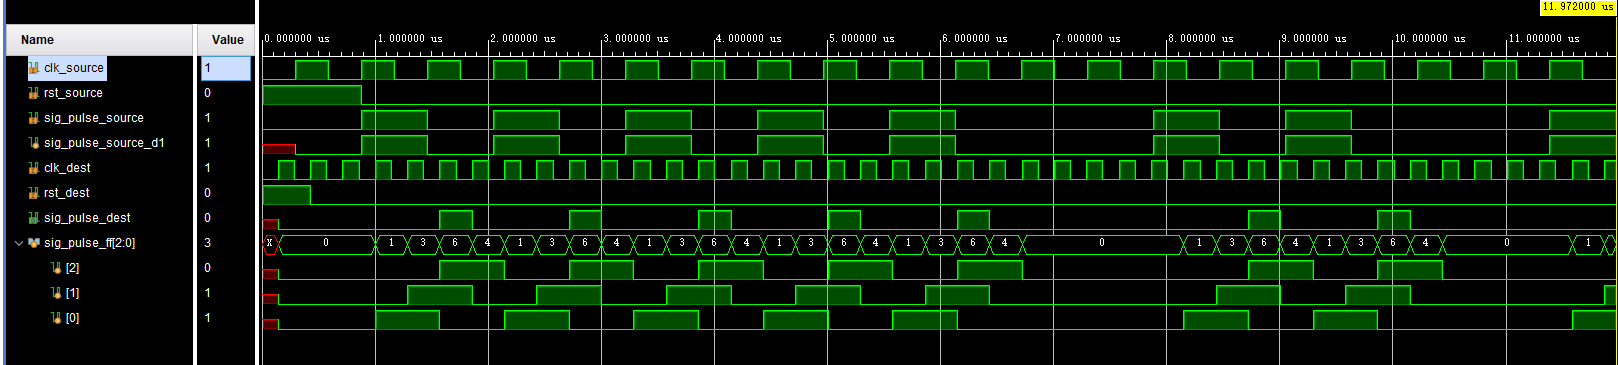 11.972000 us
Name Value 0.000000 us 1.000000 us 2.000000 us 3.000000 us 4.000000 us 5.000000 us 6.000000 us 7.000000 us 8.000000 us 9.000000 us 10.000000 us 11.000000 us
clk_source 1
rst_source 0
sig_pulse_source 1
sig_pulse_source_d1 1
clk_dest 1
rst_dest 0
sig_pulse_dest 0
sig_pulse_ff[2:0] 3 X 0 1 3 6 4 1 3 6 4 1 3 6 4 1 3 6 4 1 3 6 4 0 1 3 6 4 1 3 6 4 0 1
[2] 0
[1] 1
[0] 1